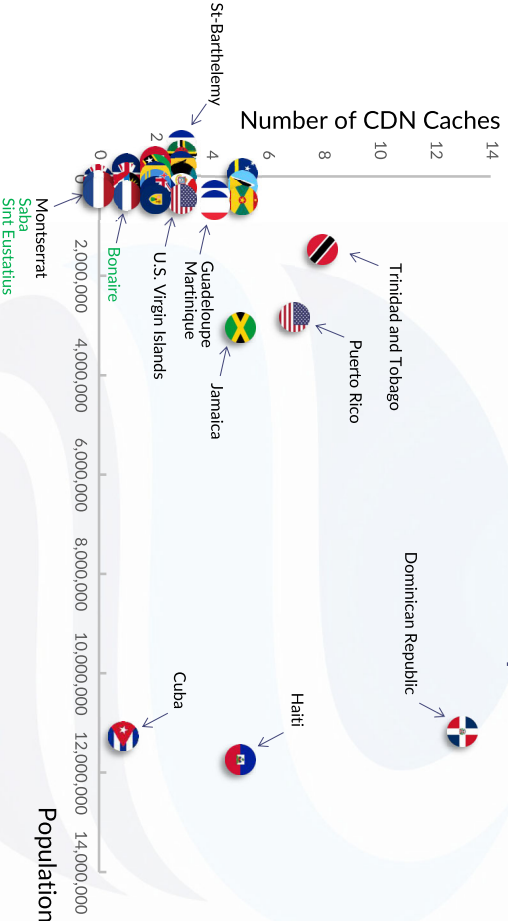 Number of CDN Caches
14
12
10
8
6
4
2
0
0
2,000,000
4,000,000
6,000,000
8,000,000
10,000,000
12,000,000
14,000,000
Population
St-Barthelemy
Trinidad and Tobago
Puerto Rico
Dominican Republic
Guadeloupe
Martinique
Jamaica
Haiti
U.S. Virgin Islands
Cuba
Bonaire
Montserrat
Saba
Sint Eustatius